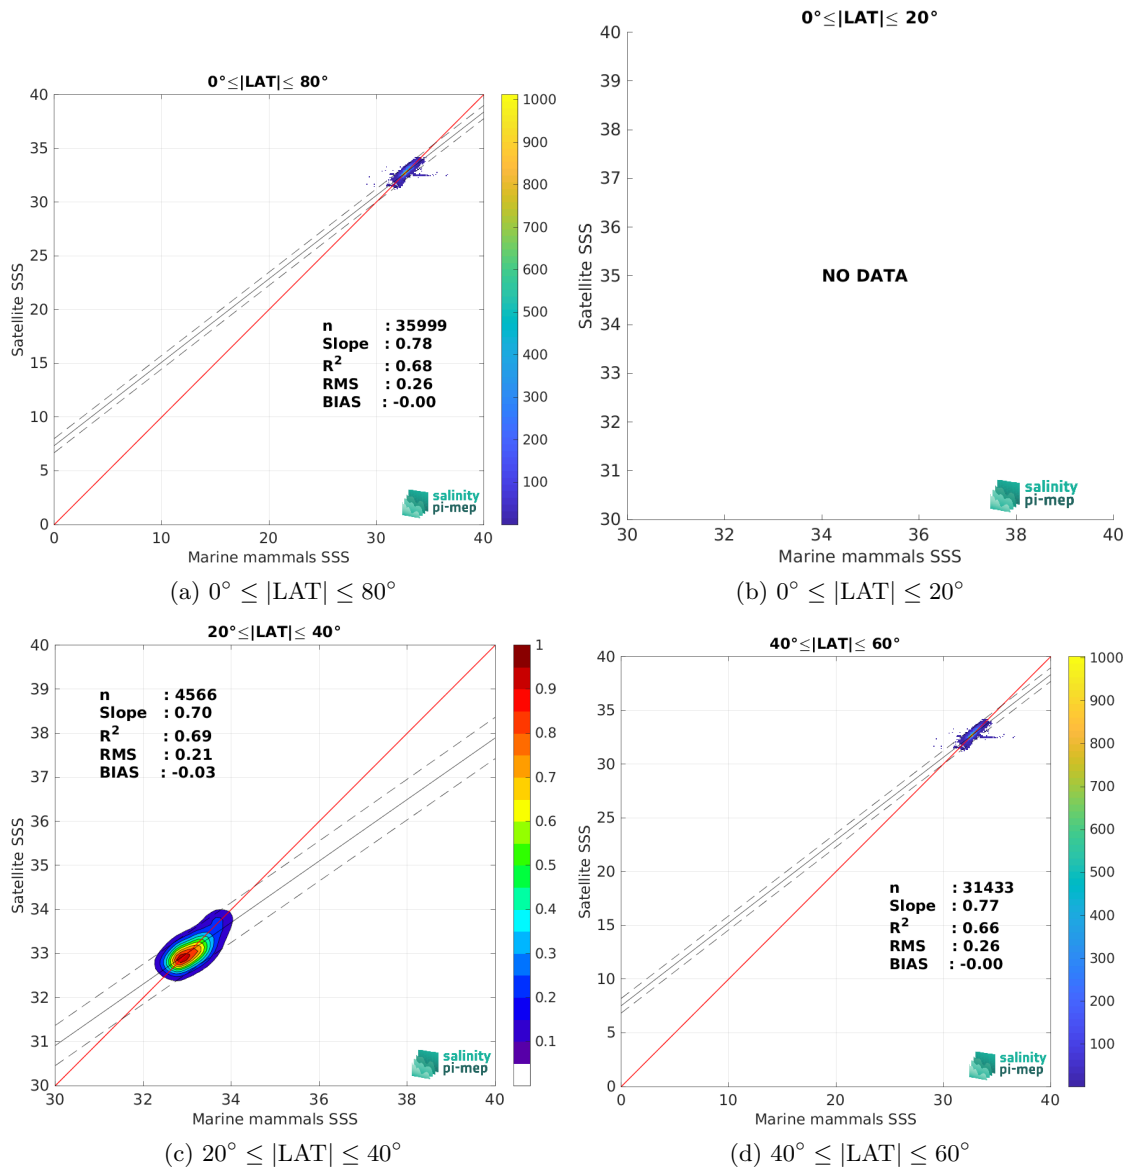 0°≤|LAT|≤ 80°
40
35
30
25
20
15
10
5
0
Satellite SSS
n : 35999
Slope : 0.78
R² : 0.68
RMS : 0.26
BIAS : -0.00
salinity
pi-mep
0 10 20 30 40
Marine mammals SSS
1000
900
800
700
600
500
400
300
200
100
(a) 0° ≤ |LAT| ≤ 80°
0°≤|LAT|≤ 20°
40
39
38
37
36
35
34
33
32
31
30
Satellite SSS
NO DATA
salinity
pi-mep
30 32 34 36 38 40
Marine mammals SSS
(b) 0° ≤ |LAT| ≤ 20°
20°≤|LAT|≤ 40°
40
39
38
37
36
35
34
33
32
31
30
Satellite SSS
n : 4566
Slope : 0.70
R² : 0.69
RMS : 0.21
BIAS : -0.03
salinity
pi-mep
30 32 34 36 38 40
Marine mammals SSS
1
0.9
0.8
0.7
0.6
0.5
0.4
0.3
0.2
0.1
(c) 20° ≤ |LAT| ≤ 40°
40°≤|LAT|≤ 60°
40
35
30
25
20
15
10
5
0
Satellite SSS
n : 31433
Slope : 0.77
R² : 0.66
RMS : 0.26
BIAS : -0.00
salinity
pi-mep
0 10 20 30 40
Marine mammals SSS
1000
900
800
700
600
500
400
300
200
100
(d) 40° ≤ |LAT| ≤ 60°